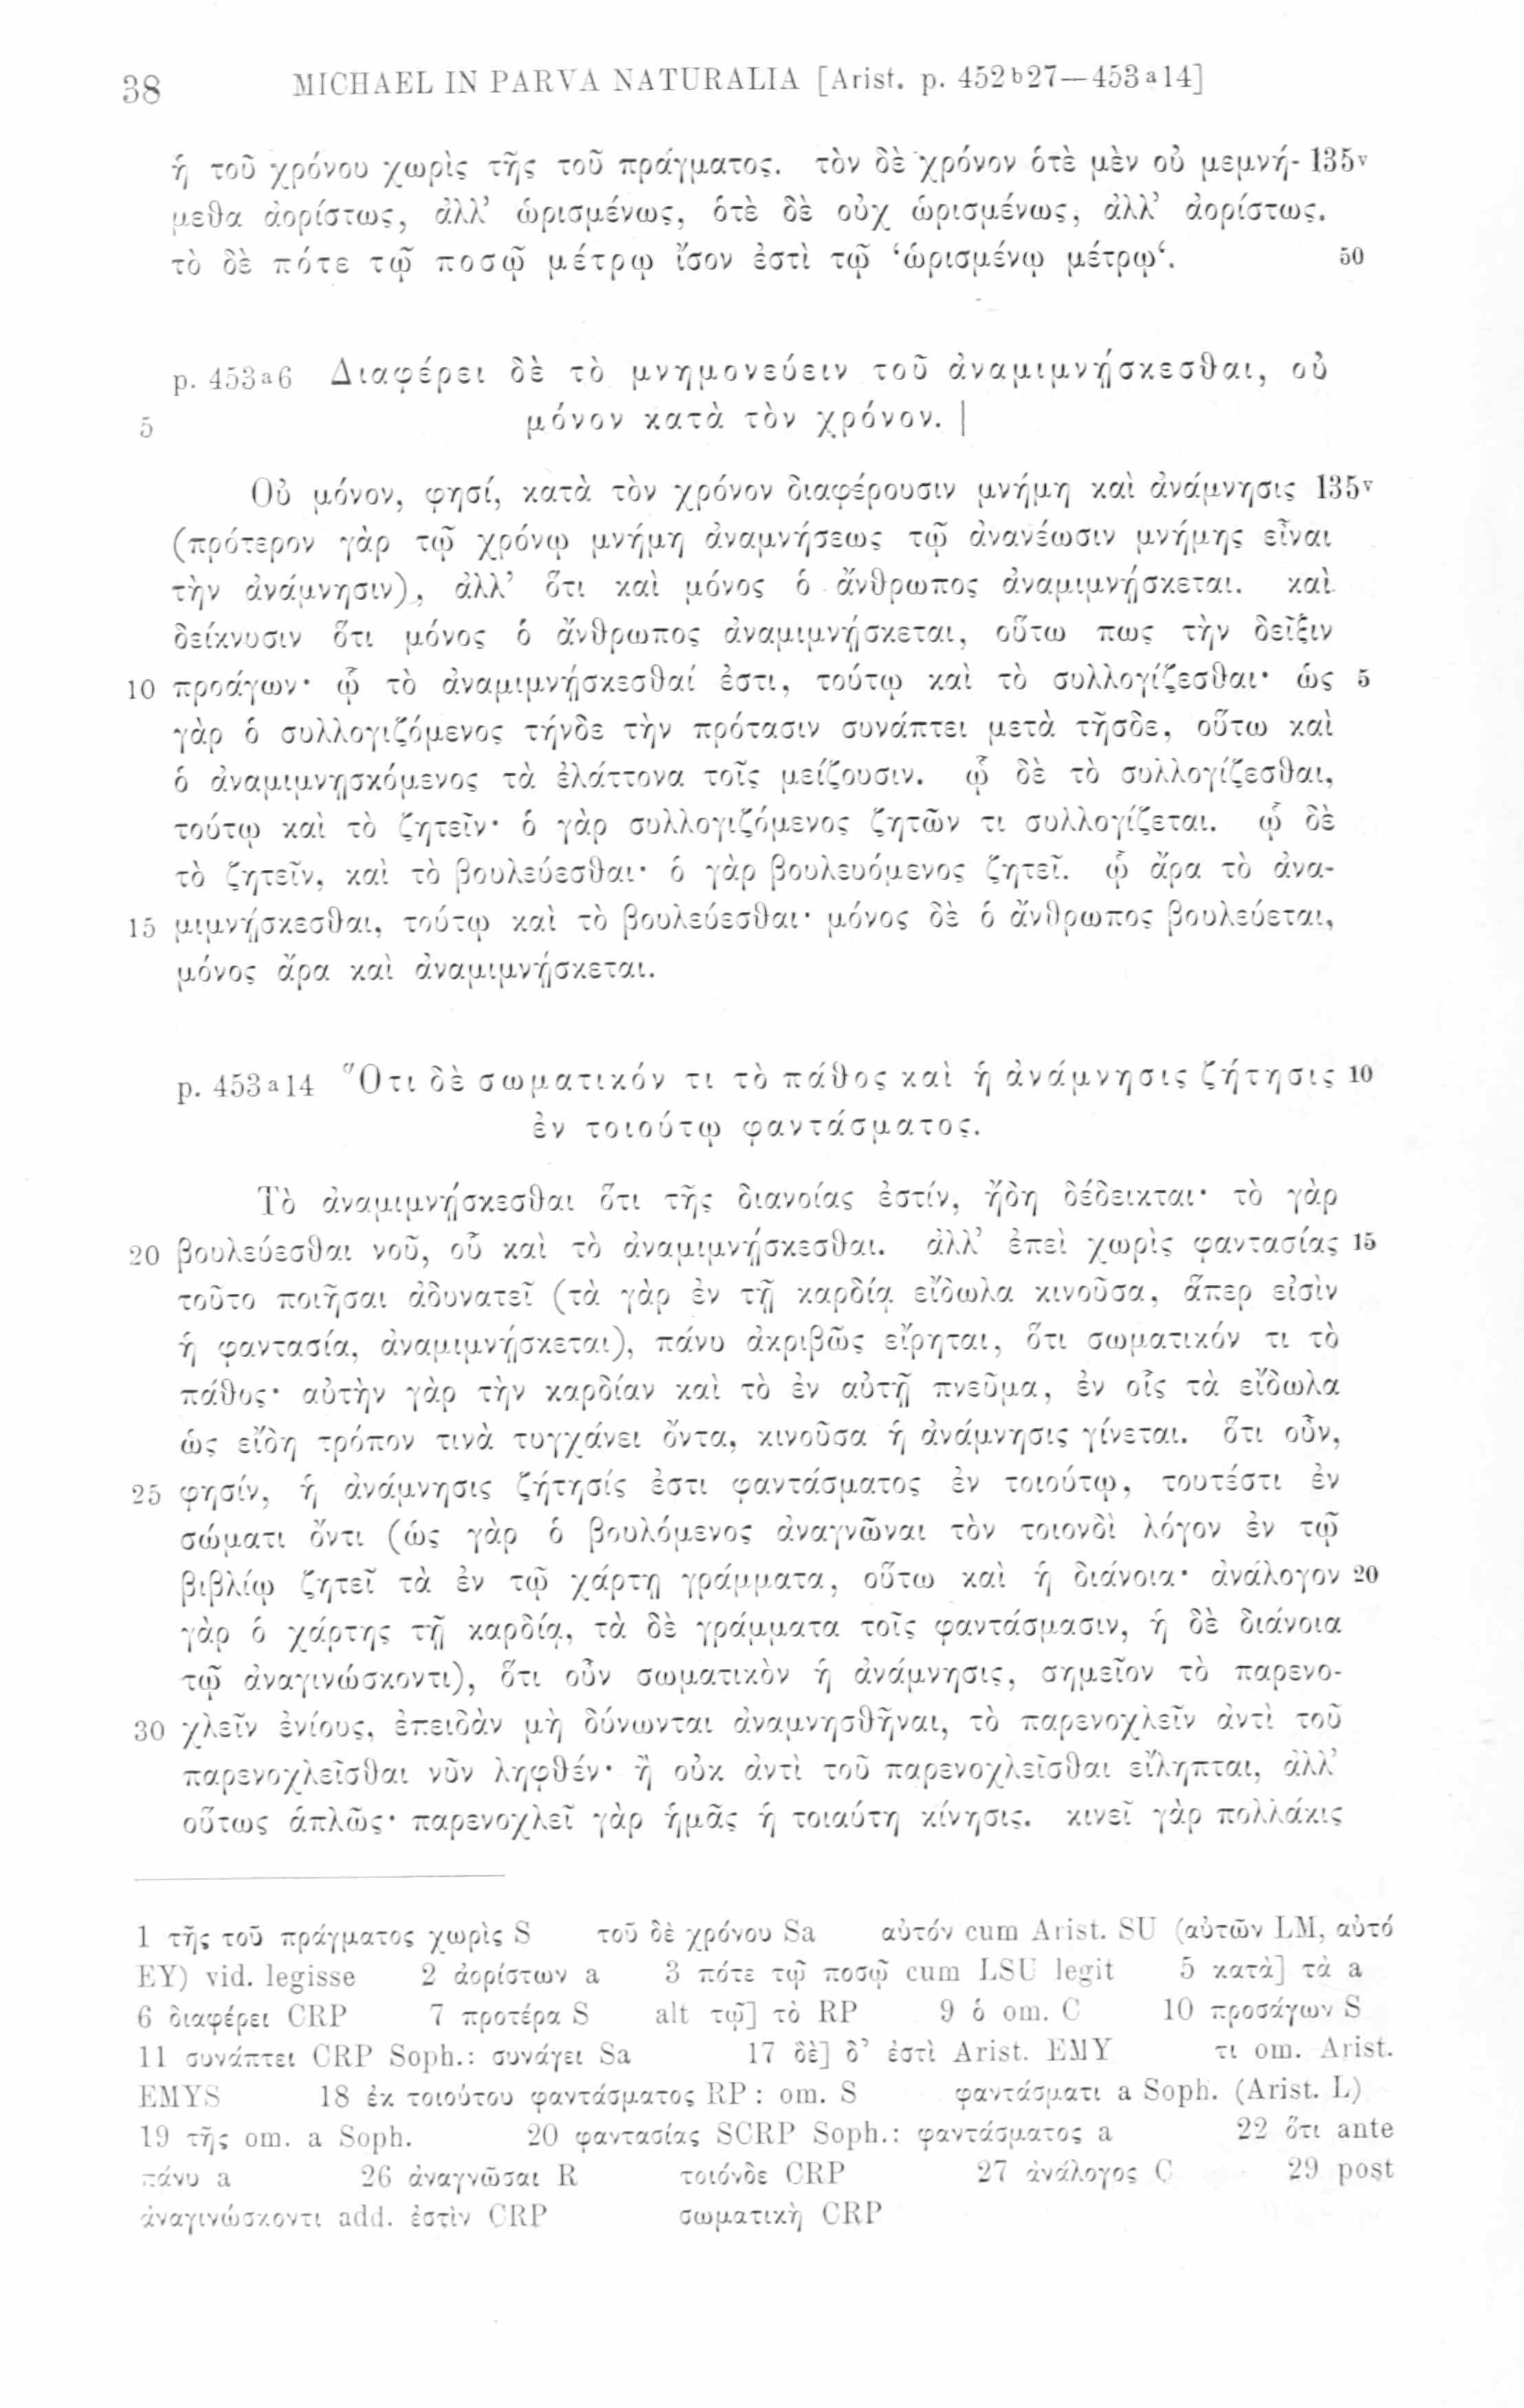 38 MICHAEL IN PARVA NATURALIA [Arist. p. 452b27—453a14]
ἡ τοῦ χρόνου χωρὶς τῆς τοῦ πράγματος. τὸν δὲ χρόνον ὁτὲ μὲν οὐ μεμνή- 135v
μεθα ἀορίστως, ἀλλ’ ὡρισμένως, ὁτὲ δὲ οὐχ ὡρισμένως, ἀλλ’ ἀορίστως.
τὸ δὲ πότε τῷ ποσῷ μέτρῳ ἴσον ἐστὶ τῷ ‘ὡρισμένῳ μέτρῳ‘. 50
p. 453a6 Διαφέρει δὲ τὸ μνημονεύειν τοῦ ἀναμιμνῄσκεσθαι, οὐ
5 μόνον κατὰ τὸν χρόνον. |
Οὐ μόνον, φησί, κατὰ τὸν χρόνον διαφέρουσιν μνήμη καὶ ἀνάμνησις 135v
(πρότερον γὰρ τῷ χρόνῳ μνήμη ἀναμνήσεως τῷ ἀνανέωσιν μνήμης εἶναι
τὴν ἀνάμνησιν), ἀλλ’ ὅτι καὶ μόνος ὁ ἄνθρωπος ἀναμιμνῄσκεται. καὶ
δείκνυσιν ὅτι μόνος ὁ ἄνθρωπος ἀναμιμνῄσκεται, οὕτω πως τὴν δεῖξιν
10 προάγων· ᾧ τὸ ἀναμιμνῄσκεσθαί ἐστι, τούτῳ καὶ τὸ συλλογίζεσθαι· ὡς 5
γὰρ ὁ συλλογιζόμενος τήνδε τὴν πρότασιν συνάπτει μετὰ τῆσδε, οὕτω καὶ
ὁ ἀναμιμνῃσκόμενος τὰ ἐλάττονα τοῖς μείζουσιν. ᾧ δὲ τὸ συλλογίζεσθαι,
τούτῳ καὶ τὸ ζητεῖν· ὁ γὰρ συλλογιζόμενος ζητῶν τι συλλογίζεται. ᾧ δὲ
τὸ ζητεῖν, καὶ τὸ βουλεύεσθαι· ὁ γὰρ βουλευόμενος ζητεῖ. ᾧ ἄρα τὸ ἀνα-
15 μιμνῄσκεσθαι, τούτῳ καὶ τὸ βουλεύεσθαι· μόνος δὲ ὁ ἄνθρωπος βουλεύεται,
μόνος ἄρα καὶ ἀναμιμνῄσκεται.
p. 453a14 Ὅτι δὲ σωματικόν τι τὸ πάθος καὶ ἡ ἀνάμνησις ζήτησις 10
ἐν τοιούτῳ φαντάσματος.
Τὸ ἀναμιμνῄσκεσθαι ὅτι τῆς διανοίας ἐστίν, ἤδη δέδεικται· τὸ γὰρ
20 βουλεύεσθαι νοῦ, οὗ καὶ τὸ ἀναμιμνῄσκεσθαι. ἀλλ’ ἐπεὶ χωρὶς φαντασίας 15
τοῦτο ποιῆσαι ἀδυνατεῖ (τὰ γὰρ ἐν τῇ καρδίᾳ εἴδωλα κινοῦσα, ἅπερ εἰσὶν
ἡ φαντασία, ἀναμιμνῄσκεται), πάνυ ἀκριβῶς εἴρηται, ὅτι σωματικόν τι τὸ
πάθος· αὐτὴν γὰρ τὴν καρδίαν καὶ τὸ ἐν αὐτῇ πνεῦμα, ἐν οἷς τὰ εἴδωλα
ὡς εἴδη τρόπον τινὰ τυγχάνει ὄντα, κινοῦσα ἡ ἀνάμνησις γίνεται. ὅτι οὖν,
25 φησίν, ἡ ἀνάμνησις ζήτησίς ἐστι φαντάσματος ἐν τοιούτῳ, τουτέστι ἐν
σώματι ὄντι (ὡς γὰρ ὁ βουλόμενος ἀναγνῶναι τὸν τοιονδὶ λόγον ἐν τῷ
βιβλίῳ ζητεῖ τὰ ἐν τῷ χάρτῃ γράμματα, οὕτω καὶ ἡ διάνοια· ἀνάλογον 20
γὰρ ὁ χάρτης τῇ καρδίᾳ, τὰ δὲ γράμματα τοῖς φαντάσμασιν, ἡ δὲ διάνοια
τῷ ἀναγινώσκοντι), ὅτι οὖν σωματικὸν ἡ ἀνάμνησις, σημεῖον τὸ παρενο-
30 χλεῖν ἐνίους, ἐπειδὰν μὴ δύνωνται ἀναμνησθῆναι, τὸ παρενοχλεῖν ἀντὶ τοῦ
παρενοχλεῖσθαι νῦν ληφθέν· ἢ οὐκ ἀντὶ τοῦ παρενοχλεῖσθαι εἴληπται, ἀλλ’
οὕτως ἁπλῶς· παρενοχλεῖ γὰρ ἡμᾶς ἡ τοιαύτη κίνησις. κινεῖ γὰρ πολλάκις
1 τῆς τοῦ πράγματος χωρὶς S τοῦ δὲ χρόνου Sa αὐτόν cum Arist. SU (αὐτῶν LM, αὐτό
EY) vid. legisse 2 ἀορίστων a 3 πότε τῷ ποσῷ cum LSU legit 5 κατὰ] τὰ a
6 διαφέρει CRP 7 προτέρα S alt τῷ] τὸ RP 9 ὁ om. C 10 προσάγων S
11 συνάπτει CRP Soph.: συνάγει Sa 17 δὲ] δ’ ἐστὶ Arist. EMY τι om. Arist.
EMYS 18 ἐκ τοιούτου φαντάσματος RP : om. S φαντάσματι a Soph. (Arist. L)
19 τῆς om. a Soph. 20 φαντασίας SCRP Soph.: φαντάσματος a 22 ὅτι ante
πάνυ a 26 ἀναγνῶσαι R τοιόνδε CRP 27 ἀνάλογος C 29 post
ἀναγινώσκοντι add. ἐστὶν CRP σωματικὴ CRP